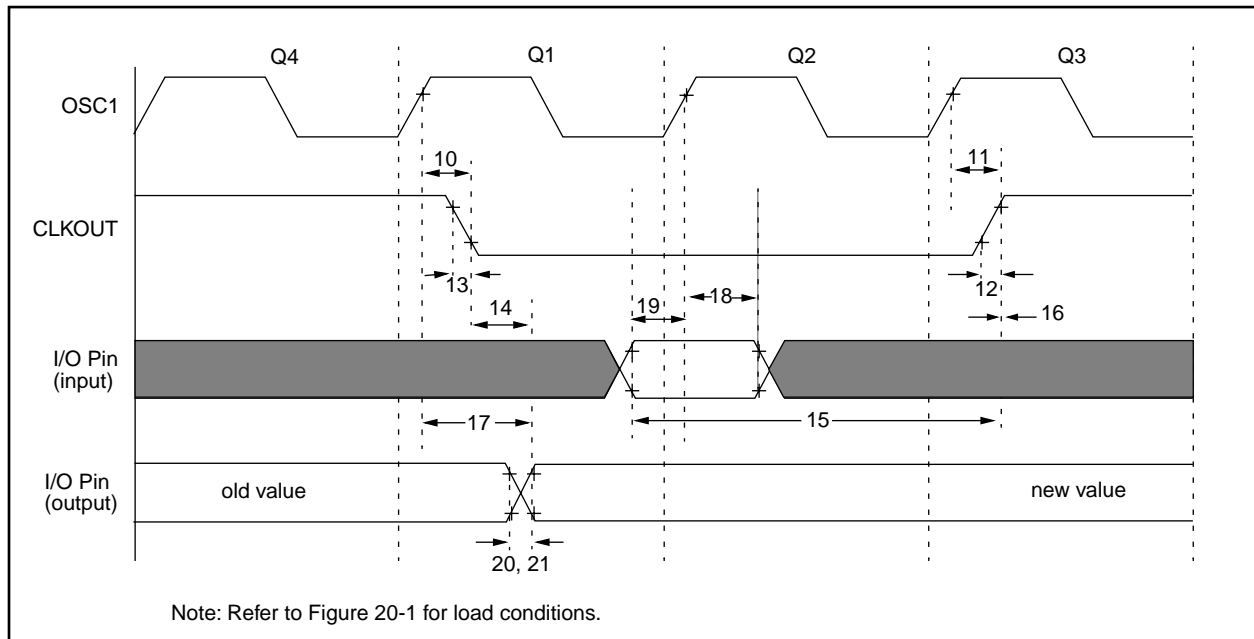 Q4
Q1
Q2
Q3
OSC1
10
11
CLKOUT
13
12
14
19
18
16
I/O Pin
(input)
17
15
I/O Pin
(output)
old value
new value
20, 21
Note: Refer to Figure 20-1 for load conditions.